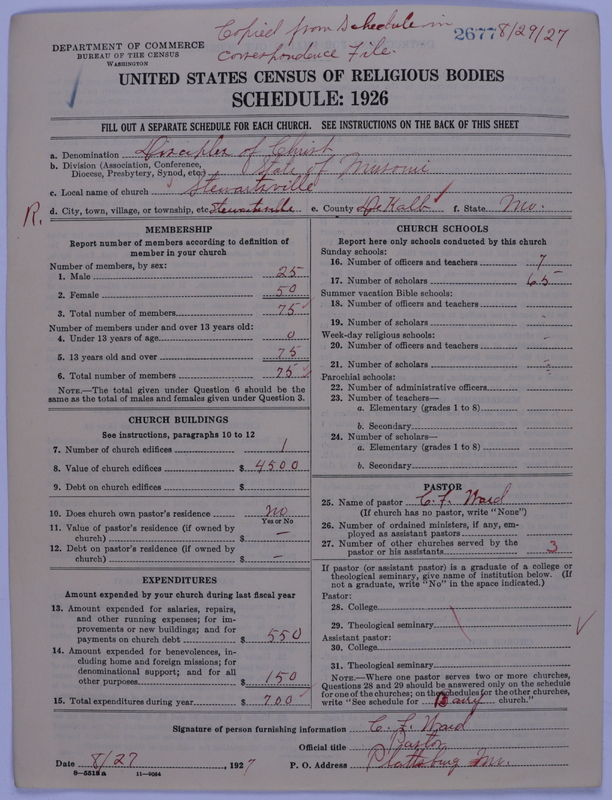 Copied from Schedule in
Correspondence File.
2677 8/29/27
DEPARTMENT OF COMMERCE
BUREAU OF THE CENSUS
WASHINGTON
UNITED STATES CENSUS OF RELIGIOUS BODIES
SCHEDULE: 1926
FILL OUT A SEPARATE SCHEDULE FOR EACH CHURCH. SEE INSTRUCTIONS ON THE BACK OF THIS SHEET
a. Denomination Disciples of Christ
b. Division (Association, Conference, Diocese, Presbytery, Synod, etc.) State of Missouri
c. Local name of church Stewartsville
R. d. City, town, village, or township, etc. Stewartsville e. County DeKalb f. State Mo.
MEMBERSHIP
Report number of members according to definition of
member in your church
Number of members, by sex:
1. Male 25
2. Female 50
3. Total number of members 75
Number of members under and over 13 years old:
4. Under 13 years of age 0
5. 13 years old and over 75
6. Total number of members 75
NOTE.—The total given under Question 6 should be the
same as the total of males and females given under Question 3.
CHURCH BUILDINGS
See instructions, paragraphs 10 to 12
7. Number of church edifices 1
8. Value of church edifices $ 4500
9. Debt on church edifices $
10. Does church own pastor's residence No
Yes or No
11. Value of pastor's residence (if owned by
church) $ —
12. Debt on pastor's residence (if owned by
church) $ —
EXPENDITURES
Amount expended by your church during last fiscal year
13. Amount expended for salaries, repairs,
and other running expenses; for im-
provements or new buildings; and for
payments on church debt $ 550
14. Amount expended for benevolences, in-
cluding home and foreign missions; for
denominational support; and for all
other purposes $ 150
15. Total expenditures during year $ 700
CHURCH SCHOOLS
Report here only schools conducted by this church
Sunday schools:
16. Number of officers and teachers 7
17. Number of scholars 65
Summer vacation Bible schools:
18. Number of officers and teachers -
19. Number of scholars -
Week-day religious schools:
20. Number of officers and teachers -
21. Number of scholars -
Parochial schools:
22. Number of administrative officers
23. Number of teachers—
a. Elementary (grades 1 to 8)
b. Secondary
24. Number of scholars—
a. Elementary (grades 1 to 8)
b. Secondary
PASTOR
25. Name of pastor C. F. Ward
(If church has no pastor, write "None")
26. Number of ordained ministers, if any, em-
ployed as assistant pastors
27. Number of other churches served by the
pastor or his assistants 3
If pastor (or assistant pastor) is a graduate of a college or
theological seminary, give name of institution below. (If
not a graduate, write "No" in the space indicated.)
Pastor:
28. College
29. Theological seminary
Assistant pastor:
30. College
31. Theological seminary
NOTE.—Where one pastor serves two or more churches,
Questions 28 and 29 should be answered only on the schedule
for one of the churches; on the schedules for the other churches,
write "See schedule for church."
Signature of person furnishing information C. F. Ward
Official title Pastor
Date 8/27, 1927 P. O. Address Plattsburg Mo.
8-5518a 11-9054